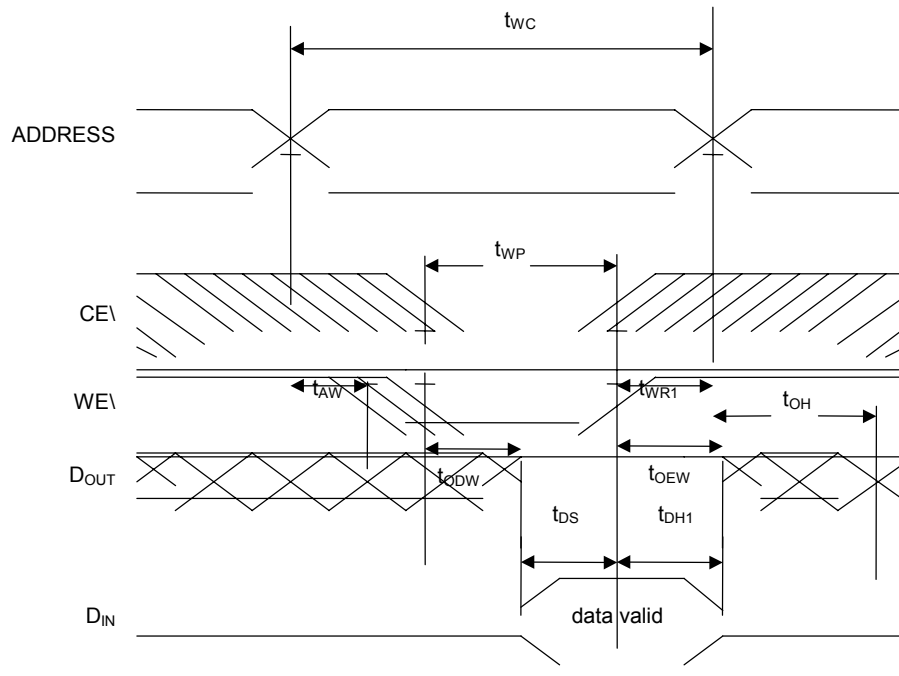 tWC
ADDRESS
tWP
CE\
tAW
tWR1
WE\
tOH
DOUT
tODW
tOEW
tDS
tDH1
DIN
data valid